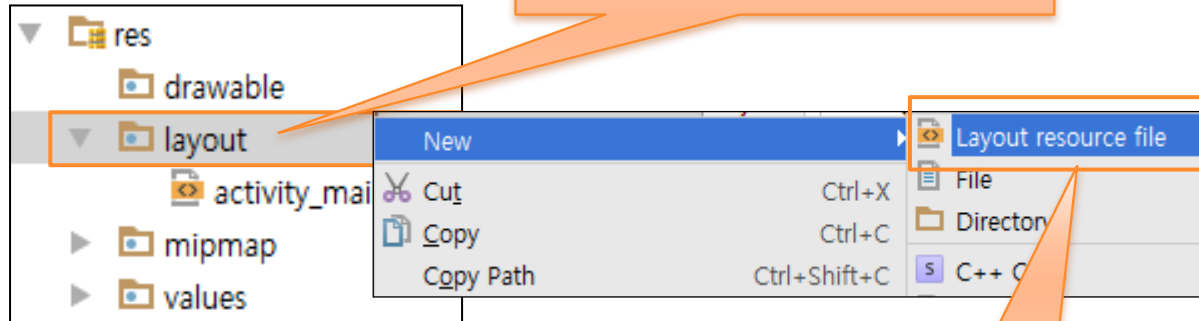 res
drawable
layout
activity_mai
mipmap
values
New
Cut Ctrl+X
Copy Ctrl+C
Copy Path Ctrl+Shift+C
Layout resource file
File
Directory
C++ C